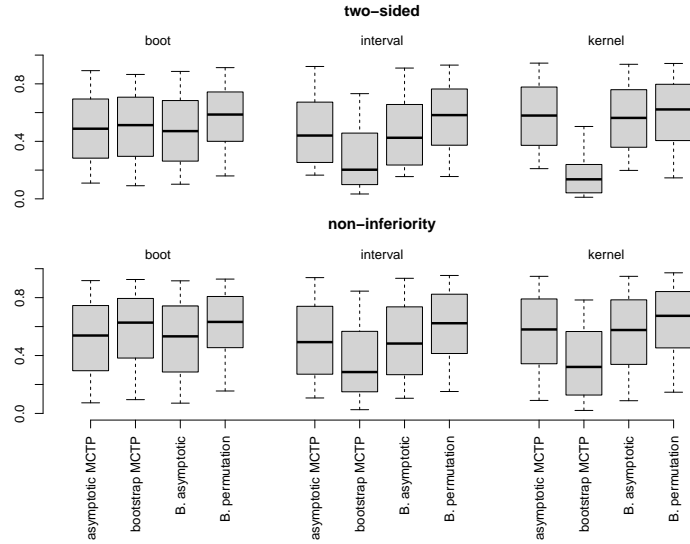 two−sided
boot interval kernel
0.0 0.4 0.8
non−inferiority
boot interval kernel
0.0 0.4 0.8
asymptotic MCTP
bootstrap MCTP
B. asymptotic
B. permutation
asymptotic MCTP
bootstrap MCTP
B. asymptotic
B. permutation
asymptotic MCTP
bootstrap MCTP
B. asymptotic
B. permutation